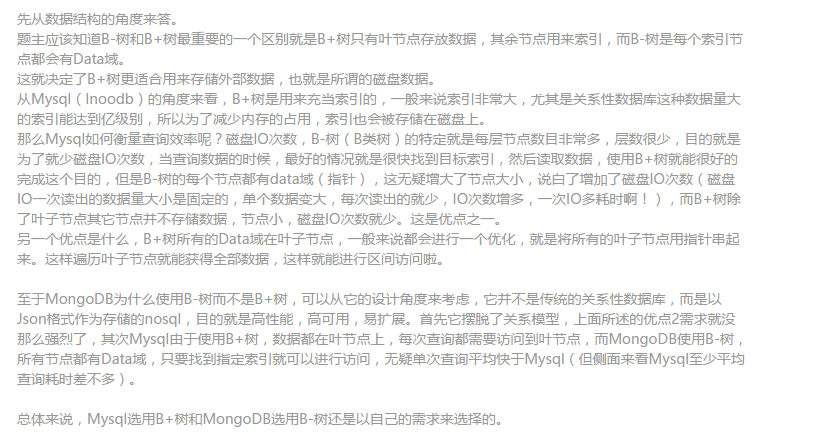 先从数据结构的角度来答。
题主应该知道B-树和B+树最重要的一个区别就是B+树只有叶节点存放数据，其余节点用来索引，而B-树是每个索引节
点都会有Data域。
这就决定了B+树更适合用来存储外部数据，也就是所谓的磁盘数据。
从Mysql（Inoodb）的角度来看，B+树是用来充当索引的，一般来说索引非常大，尤其是关系性数据库这种数据量大
的索引能达到亿级别，所以为了减少内存的占用，索引也会被存储在磁盘上。
那么Mysql如何衡量查询效率呢？磁盘IO次数，B-树（B类树）的特定就是每层节点数目非常多，层数很少，目的就是
为了就少磁盘IO次数，当查询数据的时候，最好的情况就是很快找到目标索引，然后读取数据，使用B+树就能很好的
完成这个目的，但是B-树的每个节点都有data域（指针），这无疑增大了节点大小，说白了增加了磁盘IO次数（磁盘
IO一次读出的数据量大小是固定的，单个数据变大，每次读出的就少，IO次数增多，一次IO多耗时啊！），而B+树除
了叶子节点其它节点并不存储数据，节点小，磁盘IO次数就少。这是优点之一。
另一个优点是什么，B+树所有的Data域在叶子节点，一般来说都会进行一个优化，就是将所有的叶子节点用指针串起
来。这样遍历叶子节点就能获得全部数据，这样就能进行区间访问啦。
至于MongoDB为什么使用B-树而不是B+树，可以从它的设计角度来考虑，它并不是传统的关系性数据库，而是以
Json格式作为存储的nosql，目的就是高性能，高可用，易扩展。首先它摆脱了关系模型，上面所述的优点2需求就没
那么强烈了，其次Mysql由于使用B+树，数据都在叶节点上，每次查询都需要访问到叶节点，而MongoDB使用B-树，
所有节点都有Data域，只要找到指定索引就可以进行访问，无疑单次查询平均快于Mysql（但侧面来看Mysql至少平均
查询耗时差不多）。
总体来说，Mysql选用B+树和MongoDB选用B-树还是以自己的需求来选择的。